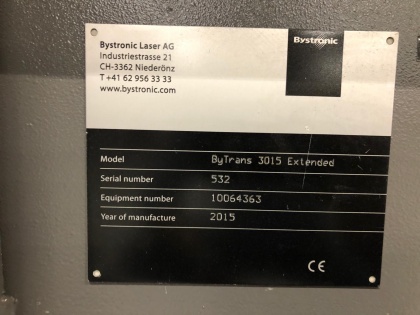 Bystronic Laser AG
Industriestrasse 21
CH-3362 Niederönz
T +41 62 956 33 33
www.bystronic.com
Bystronic
Model ByTrans 3015 Extended
Serial number 532
Equipment number 10064363
Year of manufacture 2015
CE